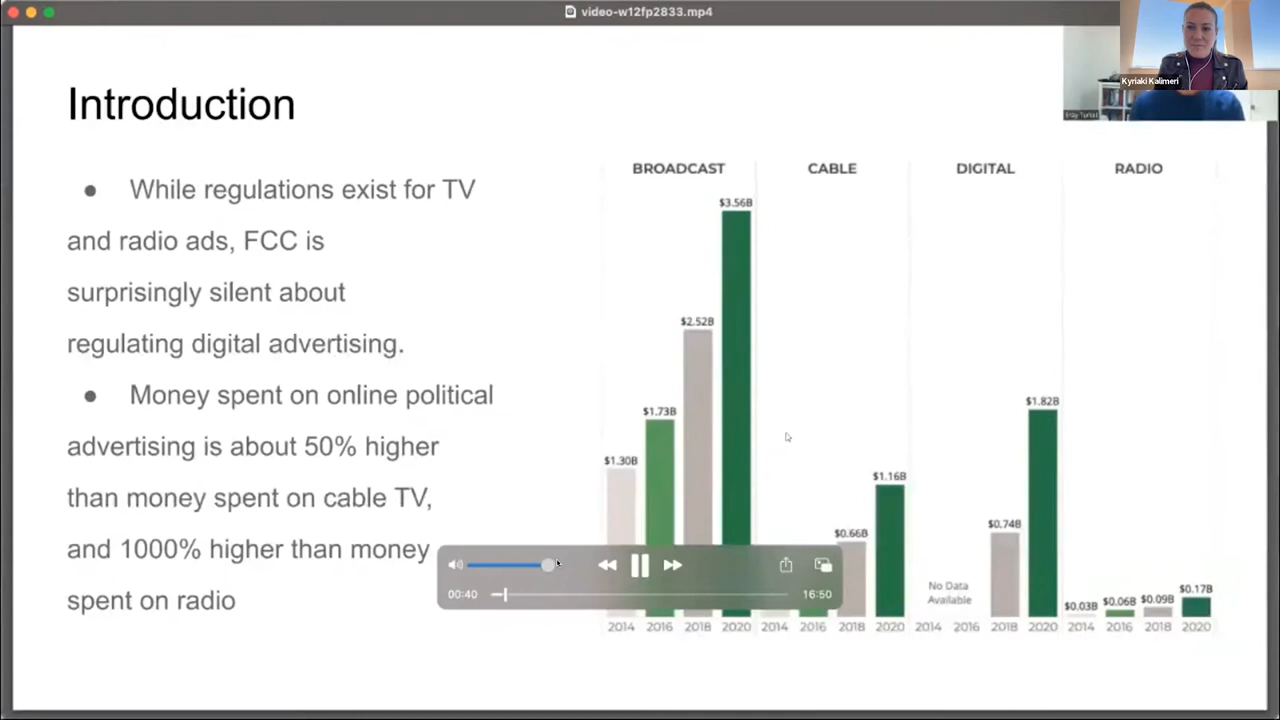 video-w12fp2833.mp4
Kyriaki Kalimeri
Introduction
● While regulations exist for TV
and radio ads, FCC is
surprisingly silent about
regulating digital advertising.
● Money spent on online political
advertising is about 50% higher
than money spent on cable TV,
and 1000% higher than money
spent on radio
BROADCAST CABLE DIGITAL RADIO
$3.56B
$2.52B
$1.73B
$1.30B
$1.16B
$0.66B
$1.82B
$0.74B
No Data
Available
$0.03B $0.06B $0.09B $0.17B
00:40 16:50
2014 2016 2018 2020 2014 2016 2018 2020 2014 2016 2018 2020 2014 2016 2018 2020